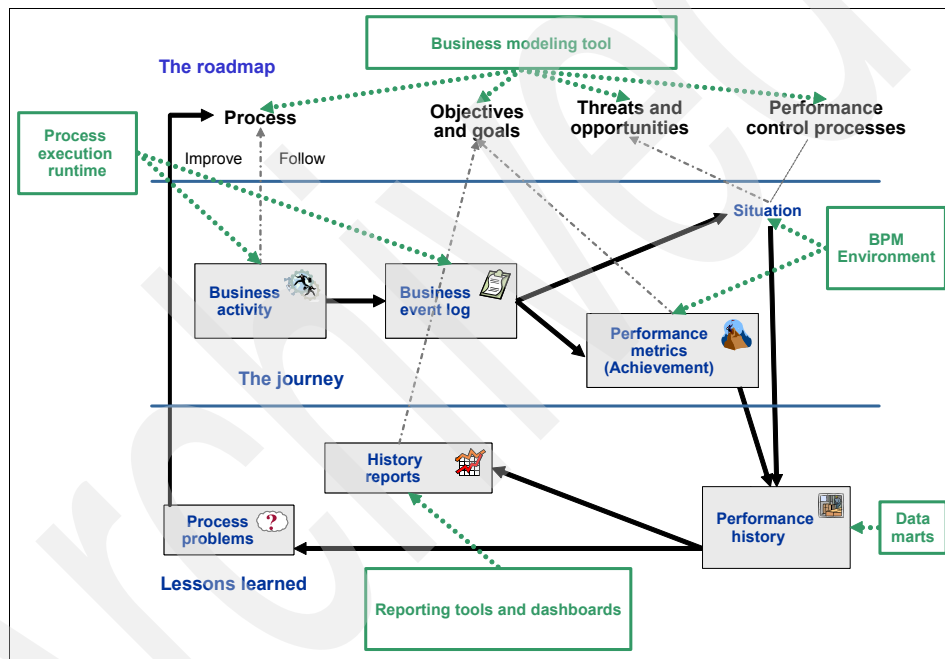 Business modeling tool
The roadmap
Process
Objectives
and goals
Threats and
opportunities
Performance
control processes
Process
execution
runtime
Improve
Follow
Situation
BPM
Environment
Business
activity
Business
event log
Performance
metrics
(Achievement)
The journey
History
reports
Process
problems
?
Performance
history
Data
marts
Lessons learned
Reporting tools and dashboards
Archived